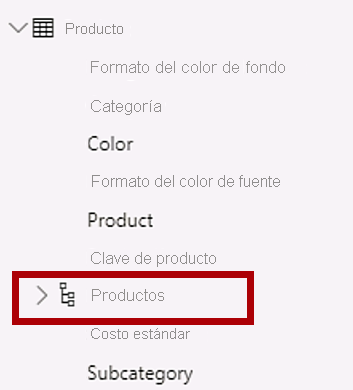 Producto
Formato del color de fondo
Categoría
Color
Formato del color de fuente
Product
Clave de producto
Productos
Costo estándar
Subcategory